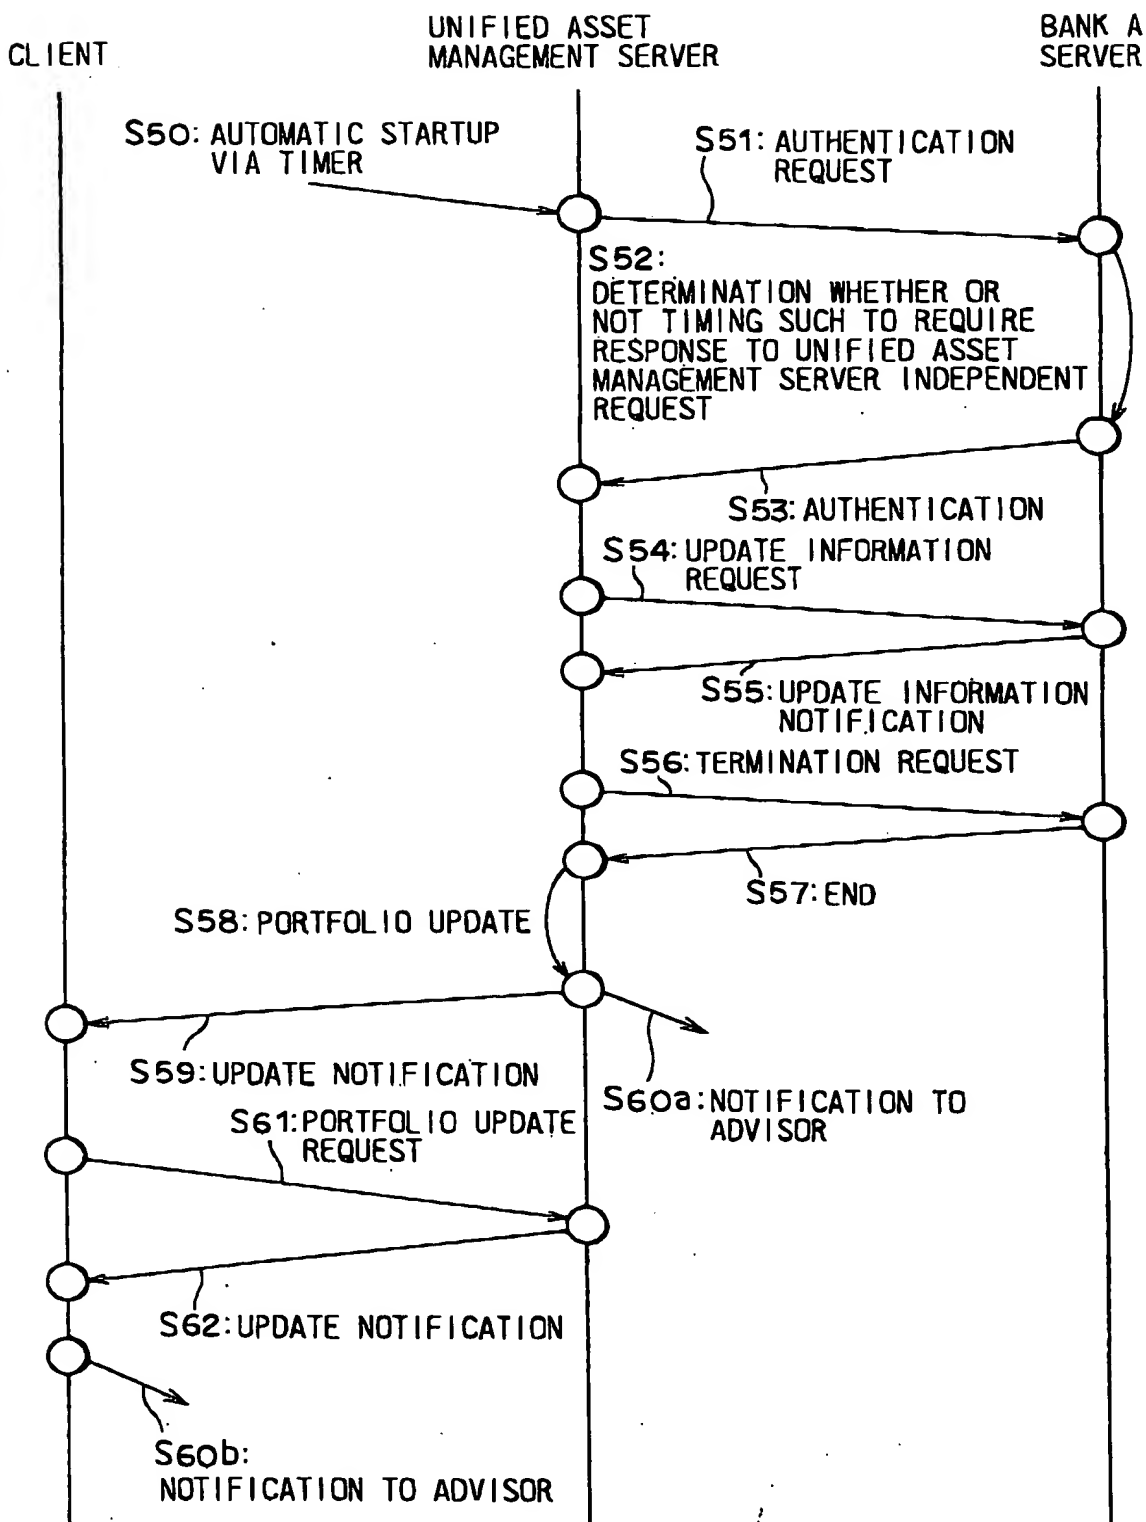 CLIENT
UNIFIED ASSET
MANAGEMENT SERVER
BANK A
SERVER
S50: AUTOMATIC STARTUP
VIA TIMER
S51: AUTHENTICATION
REQUEST
S52:
DETERMINATION WHETHER OR
NOT TIMING SUCH TO REQUIRE
RESPONSE TO UNIFIED ASSET
MANAGEMENT SERVER INDEPENDENT
REQUEST
S53: AUTHENTICATION
S54: UPDATE INFORMATION
REQUEST
S55: UPDATE INFORMATION
NOTIFICATION
S56: TERMINATION REQUEST
S57: END
S58: PORTFOLIO UPDATE
S59: UPDATE NOTIFICATION
S60a: NOTIFICATION TO
ADVISOR
S61: PORTFOLIO UPDATE
REQUEST
S62: UPDATE NOTIFICATION
S60b:
NOTIFICATION TO ADVISOR